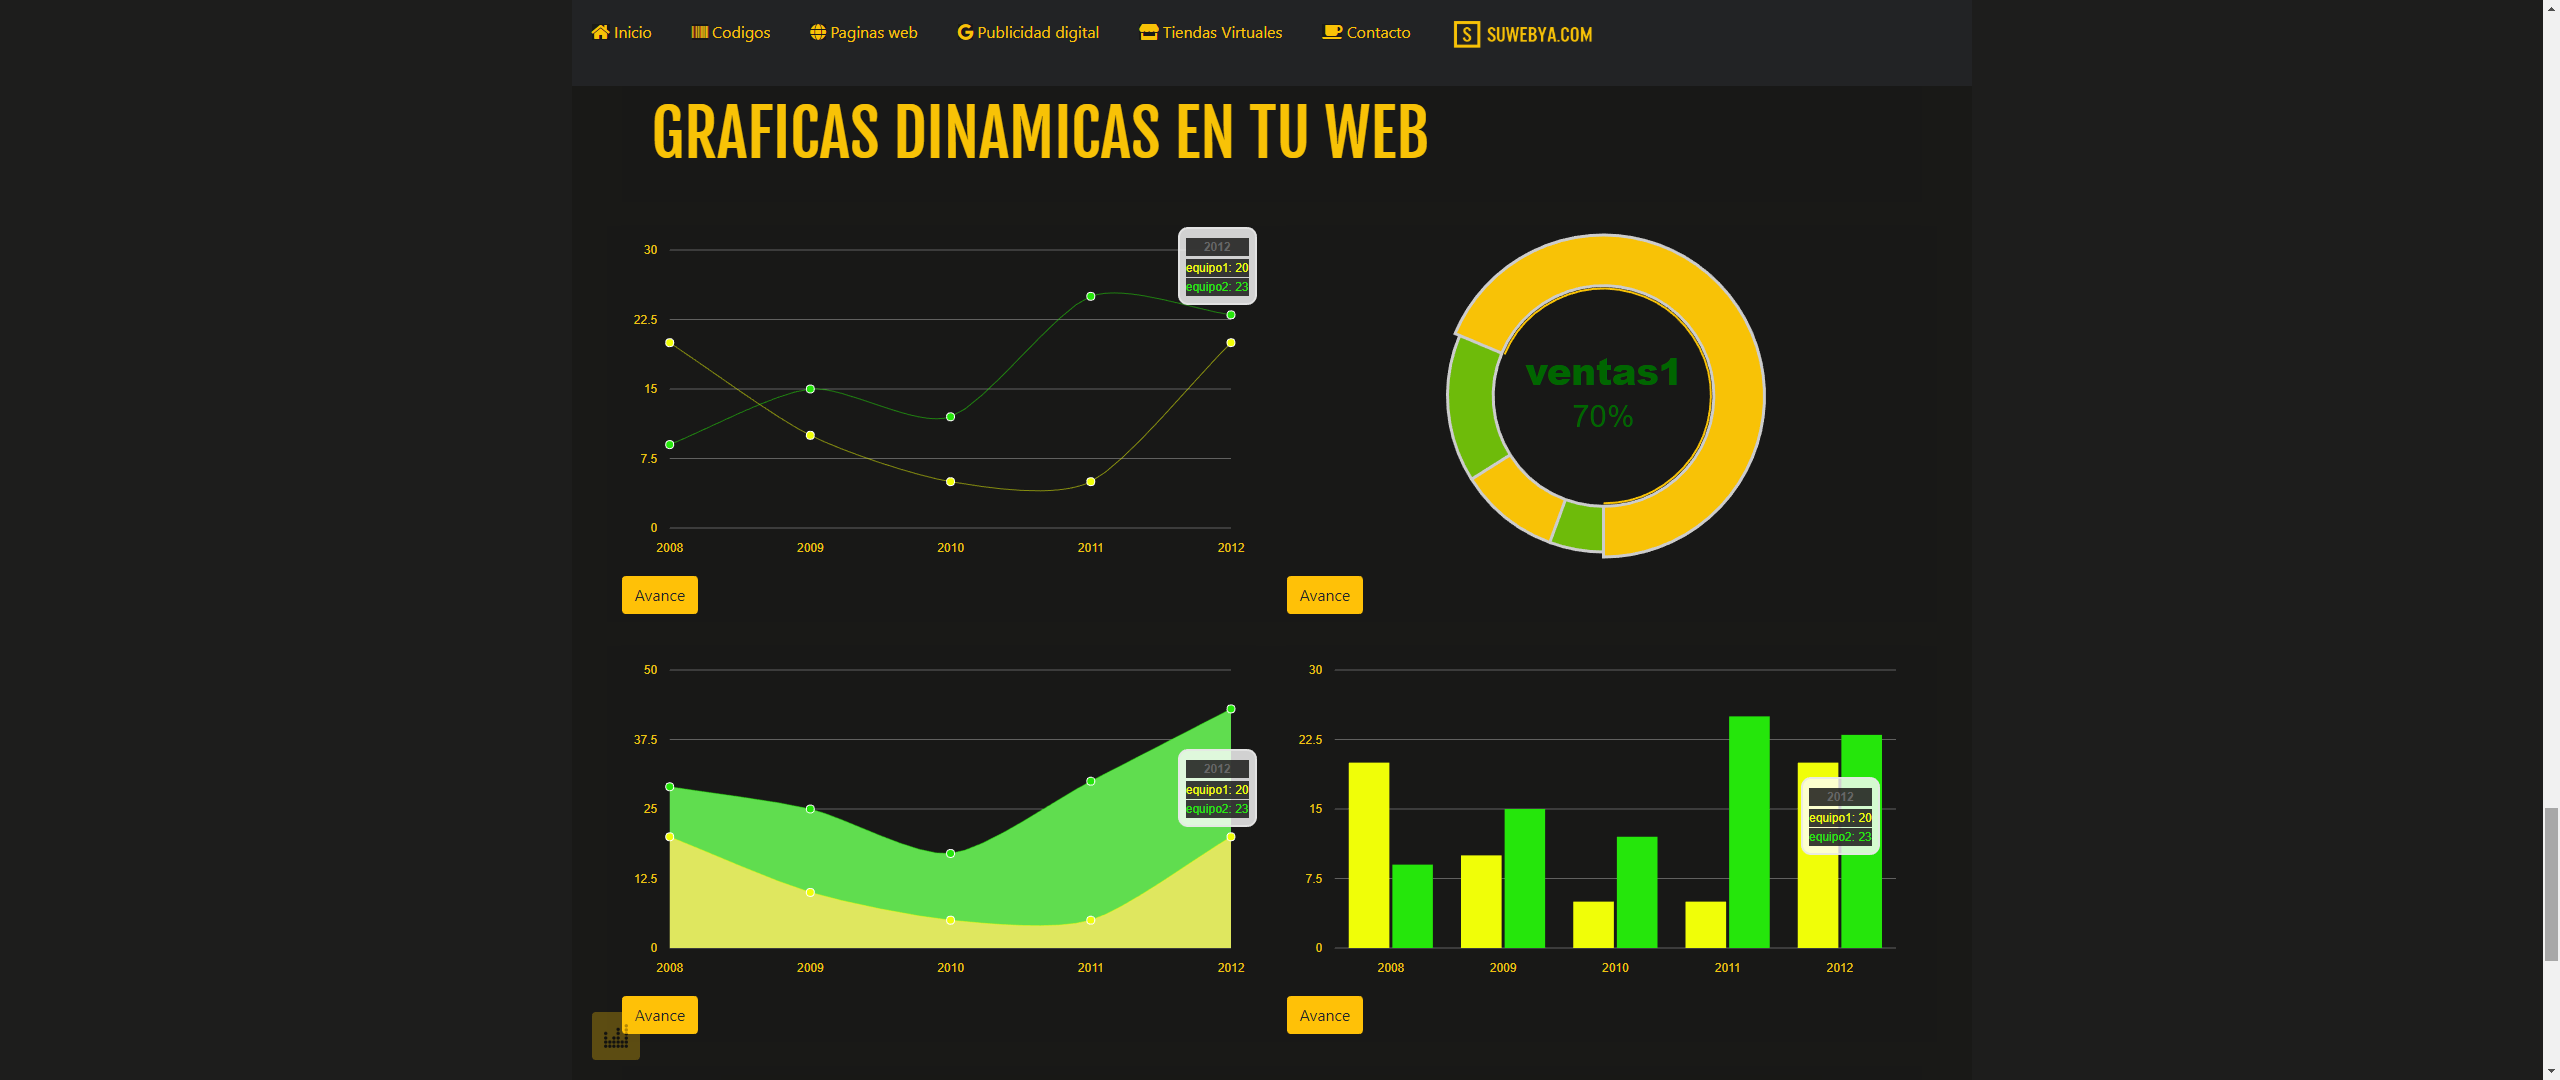 Inicio Codigos Paginas web Publicidad digital Tiendas Virtuales Contacto S SUWEBYA.COM
GRAFICAS DINAMICAS EN TU WEB
30
22.5
15
7.5
0
2008 2009 2010 2011 2012
2012
equipo1: 20
equipo2: 23
Avance
ventas1
70%
Avance
50
37.5
25
12.5
0
2008 2009 2010 2011 2012
2012
equipo1: 20
equipo2: 23
Avance
30
22.5
15
7.5
0
2008 2009 2010 2011 2012
2012
equipo1: 20
equipo2: 23
Avance